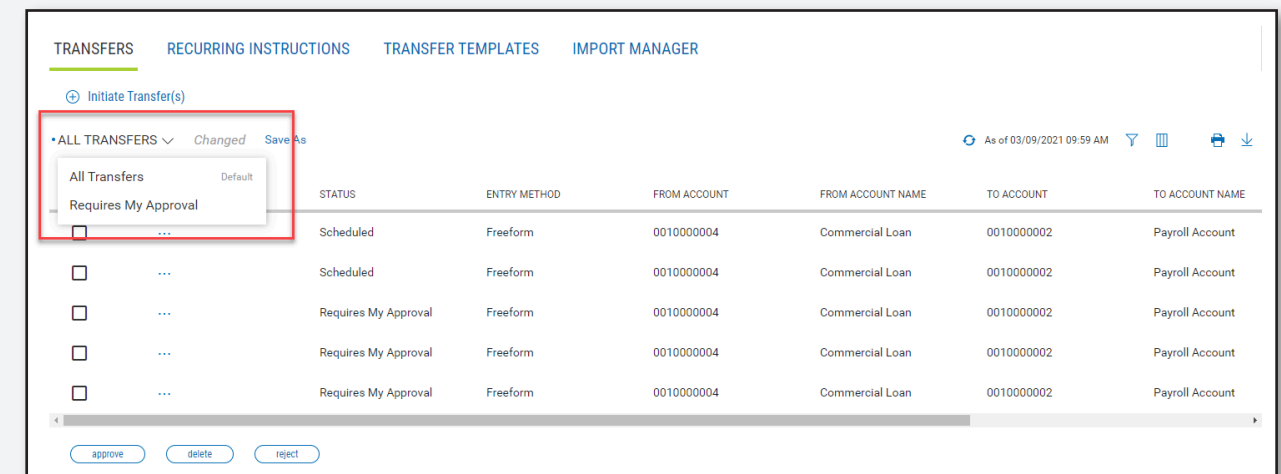 TRANSFERS RECURRING INSTRUCTIONS TRANSFER TEMPLATES IMPORT MANAGER
Initiate Transfer(s)
• ALL TRANSFERS Changed Save As As of 03/09/2021 09:59 AM
All Transfers Default
Requires My Approval
STATUS ENTRY METHOD FROM ACCOUNT FROM ACCOUNT NAME TO ACCOUNT TO ACCOUNT NAME
... Scheduled Freeform 0010000004 Commercial Loan 0010000002 Payroll Account
... Scheduled Freeform 0010000004 Commercial Loan 0010000002 Payroll Account
... Requires My Approval Freeform 0010000004 Commercial Loan 0010000002 Payroll Account
... Requires My Approval Freeform 0010000004 Commercial Loan 0010000002 Payroll Account
... Requires My Approval Freeform 0010000004 Commercial Loan 0010000002 Payroll Account
approve delete reject